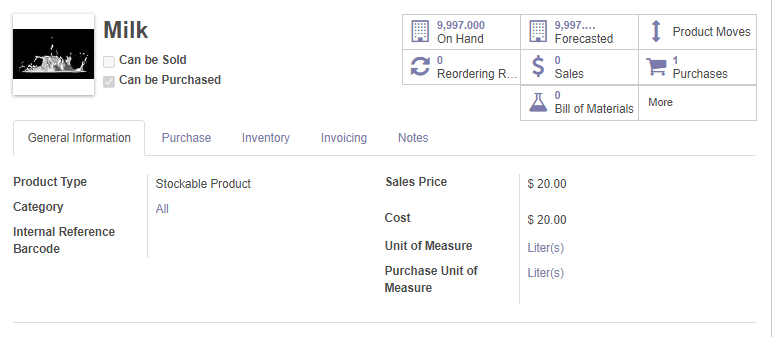 Milk
Can be Sold
Can be Purchased
9,997.000
On Hand
9,997....
Forecasted
Product Moves
0
Reordering R...
0
Sales
1
Purchases
0
Bill of Materials
More
General Information
Purchase
Inventory
Invoicing
Notes
Product Type
Stockable Product
Category
All
Internal Reference
Barcode
Sales Price
$ 20.00
Cost
$ 20.00
Unit of Measure
Liter(s)
Purchase Unit of
Measure
Liter(s)